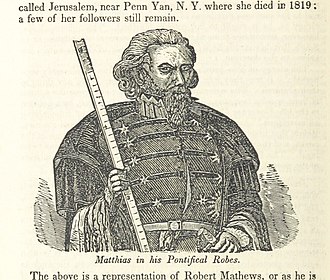 called Jerusalem, near Penn Yan, N. Y. where she died in 1819;
a few of her followers still remain.
Matthias in his Pontifical Robes.
The above is a representation of Robert Mathews, or as he is